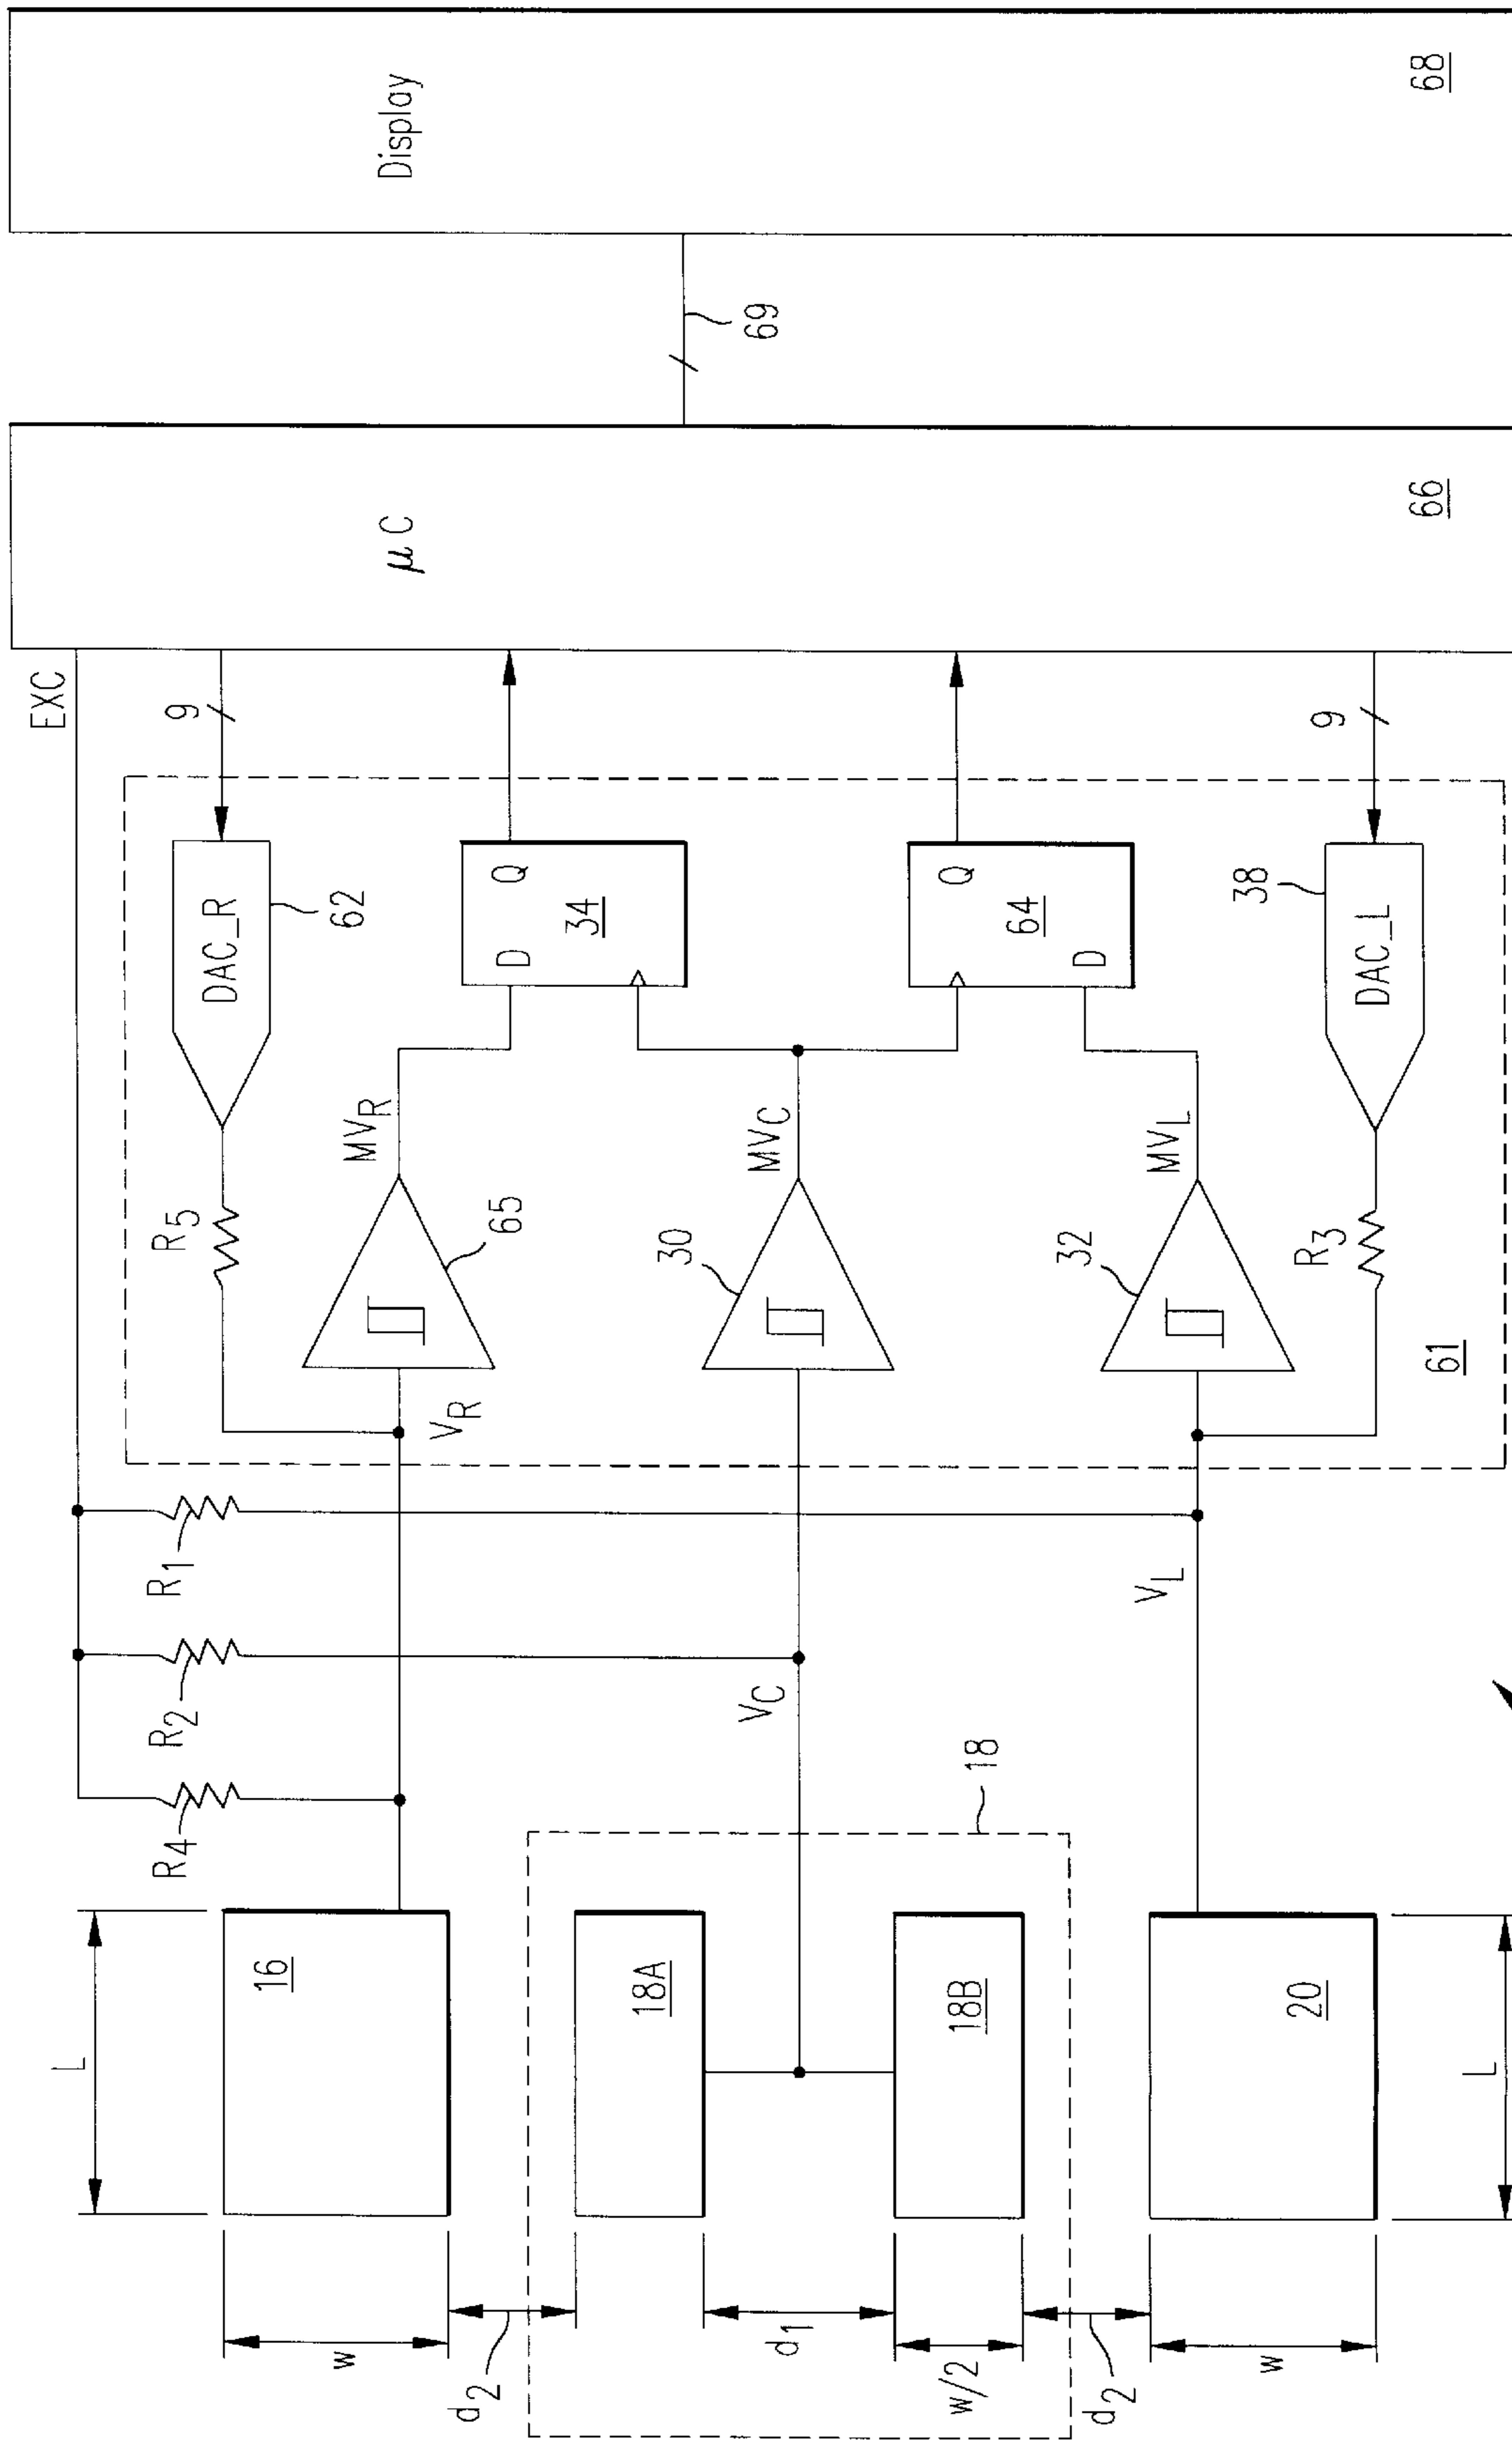 Display
68
69
μC
66
EXC
9
9
DAC_R
62
D
Q
34
Q
64
D
38
DAC_L
MVR
MVC
MVL
R5
65
30
32
R3
61
VR
R1
VL
R2
VC
R4
18
L
16
18A
18B
20
L
w
d2
d1
w/2
d2
w